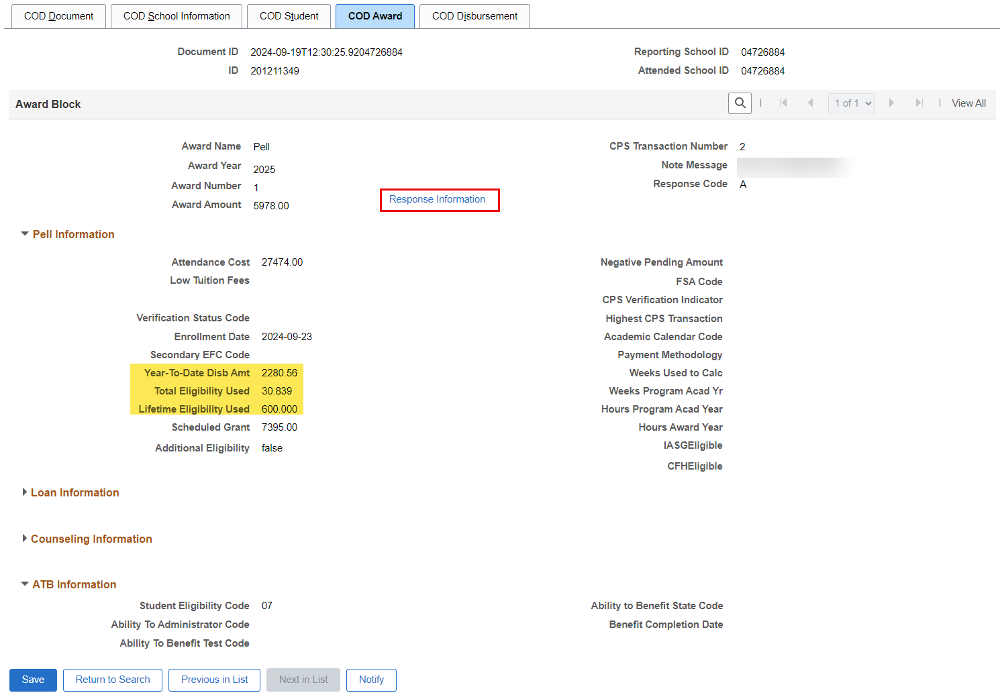 COD Document COD School Information COD Student COD Award COD Disbursement
Document ID 2024-09-19T12:30:25.9204726884 Reporting School ID 04726884
ID 201211349 Attended School ID 04726884
Award Block 1 of 1 View All
Award Name Pell CPS Transaction Number 2
Award Year 2025 Note Message
Award Number 1 Response Code A
Award Amount 5978.00 Response Information
Pell Information
Attendance Cost 27474.00 Negative Pending Amount
Low Tuition Fees FSA Code
CPS Verification Indicator
Verification Status Code Highest CPS Transaction
Enrollment Date 2024-09-23 Academic Calendar Code
Secondary EFC Code Payment Methodology
Year-To-Date Disb Amt 2280.56 Weeks Used to Calc
Total Eligibility Used 30.839 Weeks Program Acad Yr
Lifetime Eligibility Used 600.000 Hours Program Acad Year
Scheduled Grant 7395.00 Hours Award Year
Additional Eligibility false IASGEligible
CFHEligible
Loan Information
Counseling Information
ATB Information
Student Eligibility Code 07 Ability to Benefit State Code
Ability To Administrator Code Benefit Completion Date
Ability To Benefit Test Code
Save Return to Search Previous in List Next in List Notify